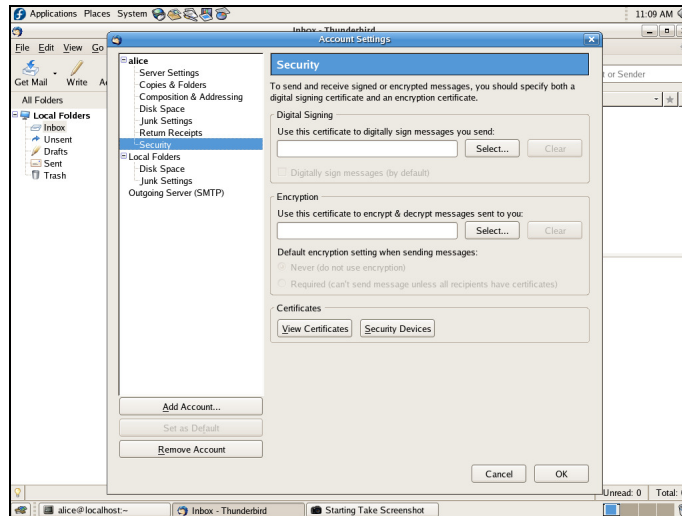 Applications Places System
11:09 AM
Inbox - Thunderbird
Account Settings
File Edit View Go
Get Mail Write
or Sender
All Folders
Local Folders
Inbox
Unsent
Drafts
Sent
Trash
alice
Server Settings
Copies & Folders
Composition & Addressing
Disk Space
Junk Settings
Return Receipts
Security
Local Folders
Disk Space
Junk Settings
Outgoing Server (SMTP)
Add Account...
Set as Default
Remove Account
Security
To send and receive signed or encrypted messages, you should specify both a
digital signing certificate and an encryption certificate.
Digital Signing
Use this certificate to digitally sign messages you send:
Select... Clear
Digitally sign messages (by default)
Encryption
Use this certificate to encrypt & decrypt messages sent to you:
Select... Clear
Default encryption setting when sending messages:
Never (do not use encryption)
Required (can't send message unless all recipients have certificates)
Certificates
View Certificates Security Devices
Cancel OK
Unread: 0 Total:
alice@localhost:~ Inbox - Thunderbird Starting Take Screenshot